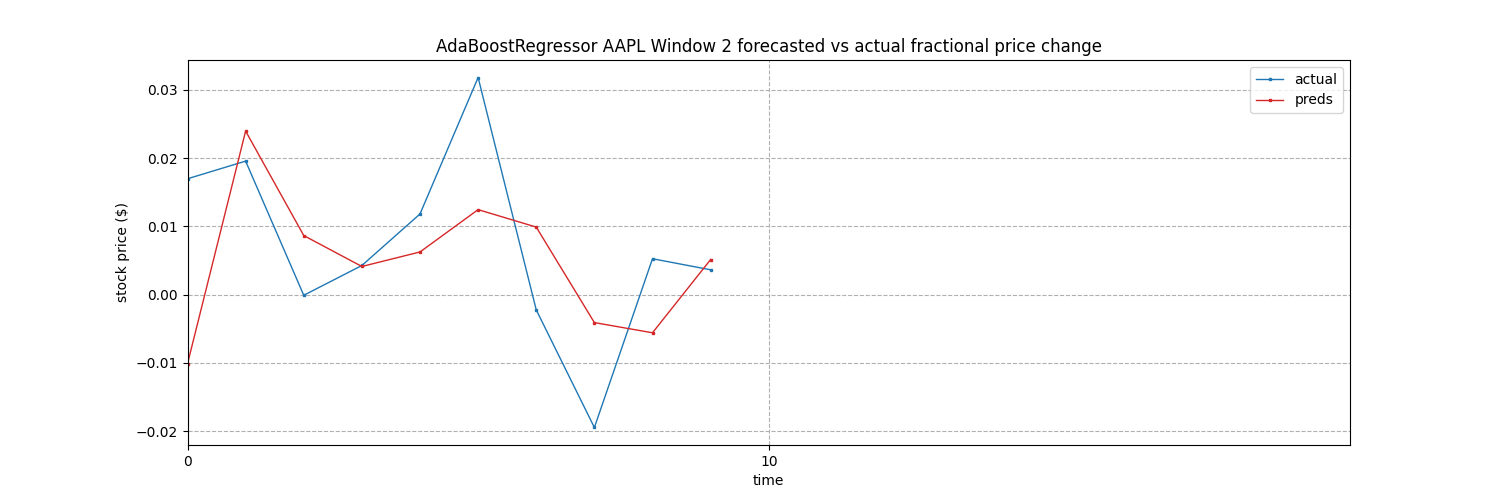 AdaBoostRegressor AAPL Window 2 forecasted vs actual fractional price change
actual
preds
0.03
0.02
0.01
0.00
−0.01
−0.02
stock price ($)
0
10
time